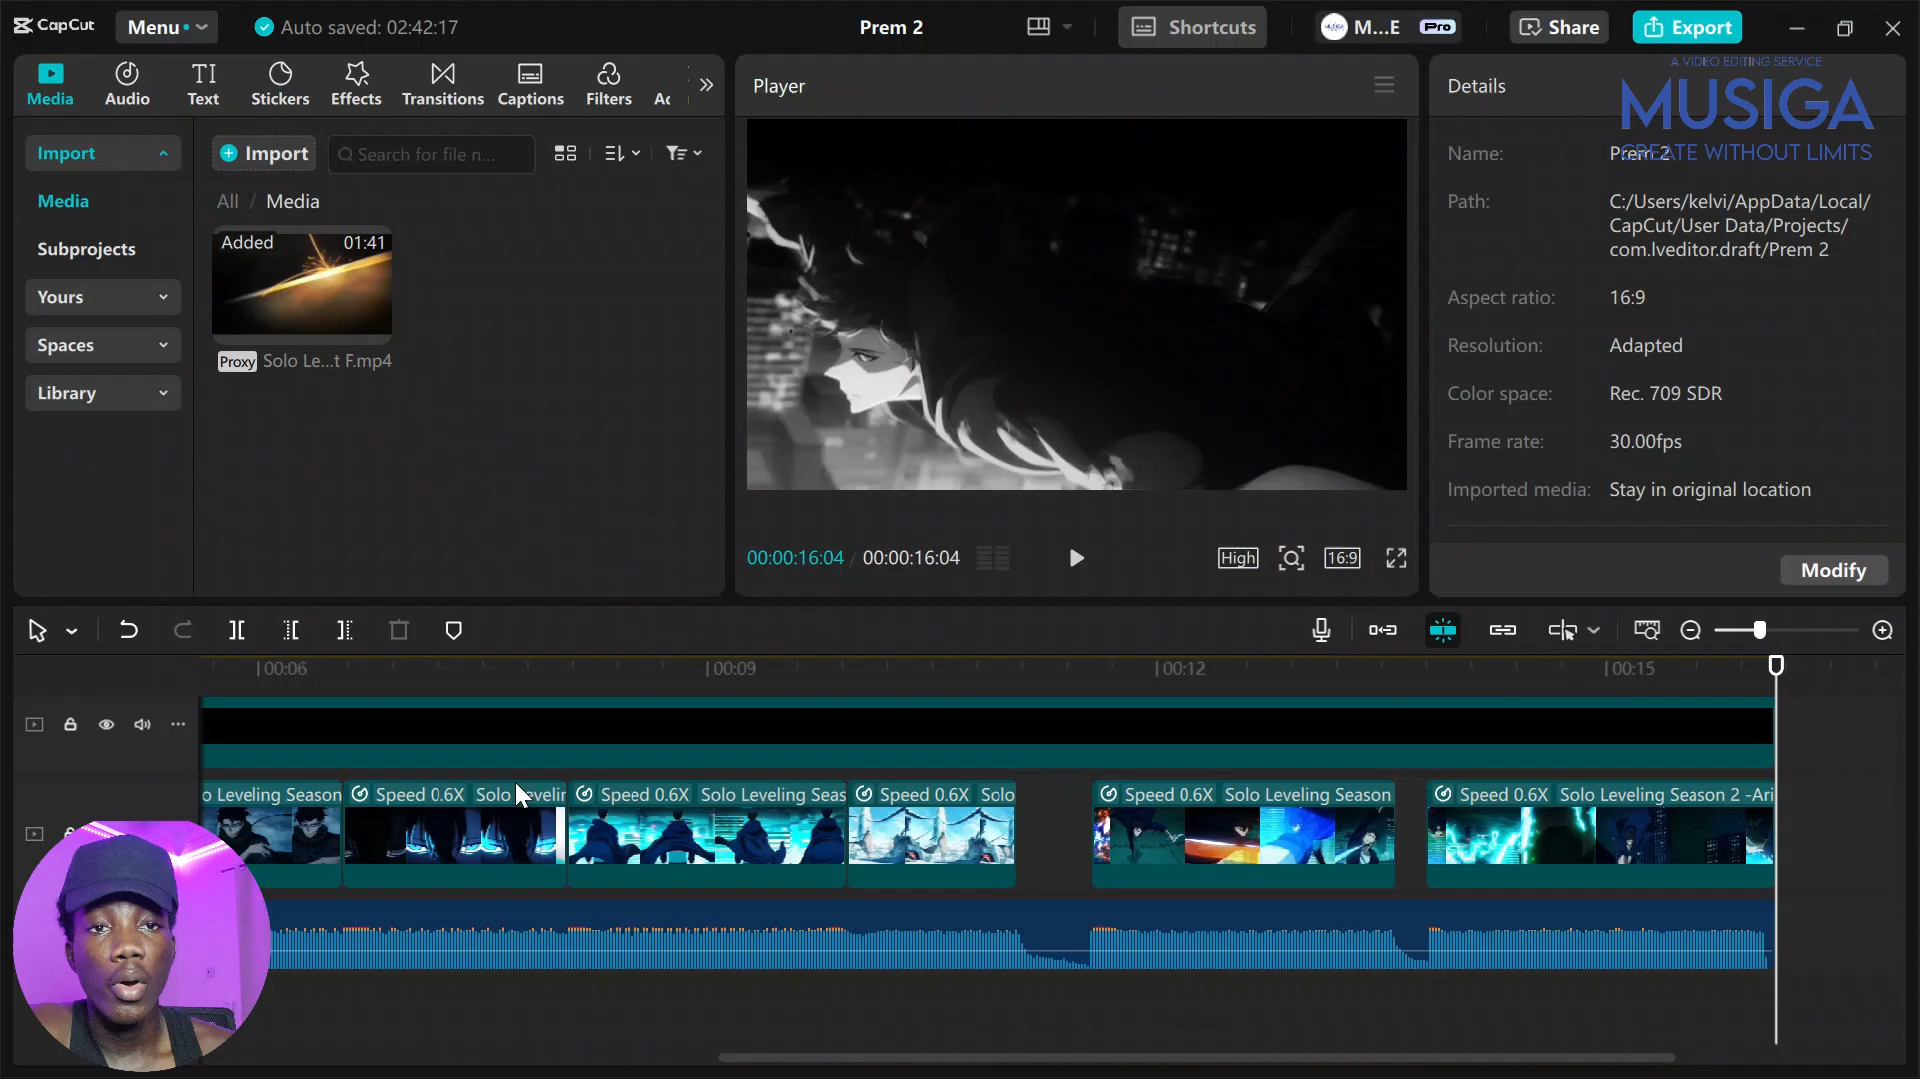 CapCut
Menu
Auto saved: 02:42:17
Prem 2
Shortcuts
M...E
Pro
Share
Export
Media
Audio
TI
Text
Stickers
Effects
Transitions
Captions
Filters
Player
Details
A VIDEO EDITING SERVICE
MUSIGA
CREATE WITHOUT LIMITS
Import
Import
Search for file n...
Name:
Prem 2
Media
All / Media
Path:
C:/Users/kelvi/AppData/Local/
CapCut/User Data/Projects/
com.lveditor.draft/Prem 2
Subprojects
Added
01:41
Yours
Aspect ratio:
16:9
Spaces
Resolution:
Adapted
Proxy
Solo Le...t F.mp4
Library
Color space:
Rec. 709 SDR
Frame rate:
30.00fps
Imported media:
Stay in original location
00:00:16:04 / 00:00:16:04
High
16:9
Modify
00:06
00:09
00:12
00:15
o Leveling Season
Speed 0.6X
Solo
Speed 0.6X
Solo Leveling Seas
Speed 0.6X
Solo
Speed 0.6X
Solo Leveling Season
Speed 0.6X
Solo Leveling Season 2 -Ari